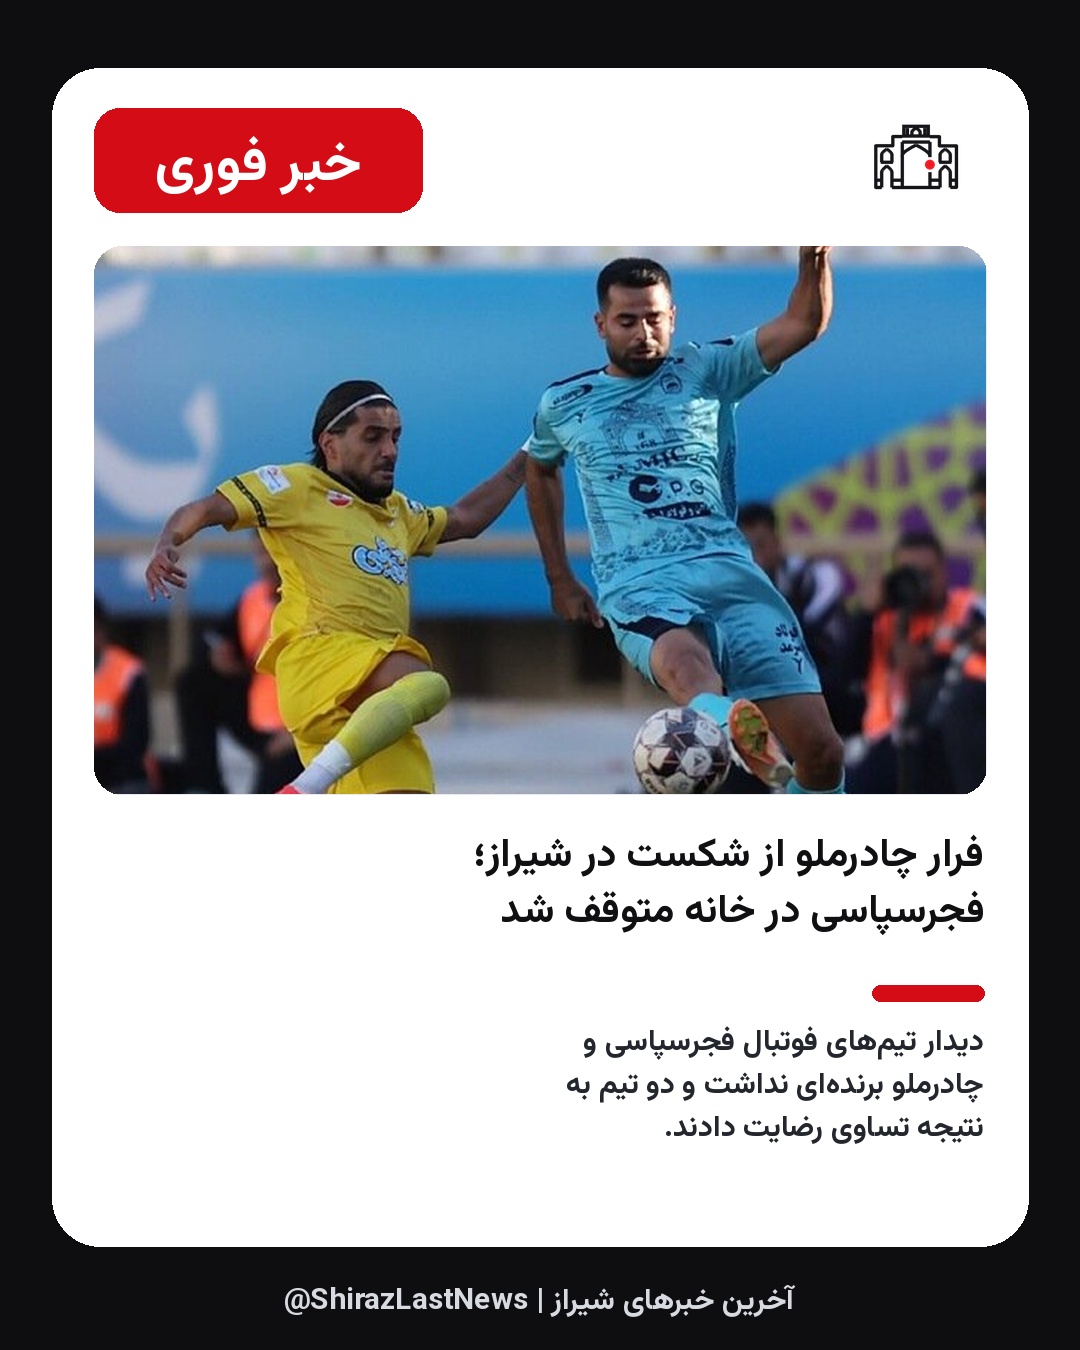 خبر فوری
MIC
C.P.G
فرار چادرملو از شکست در شیراز؛
فجرسپاسی در خانه متوقف شد
دیدار تیم‌های فوتبال فجرسپاسی و
چادرملو برنده‌ای نداشت و دو تیم به
نتیجه تساوی رضایت دادند.
آخرین خبرهای شیراز | @ShirazLastNews